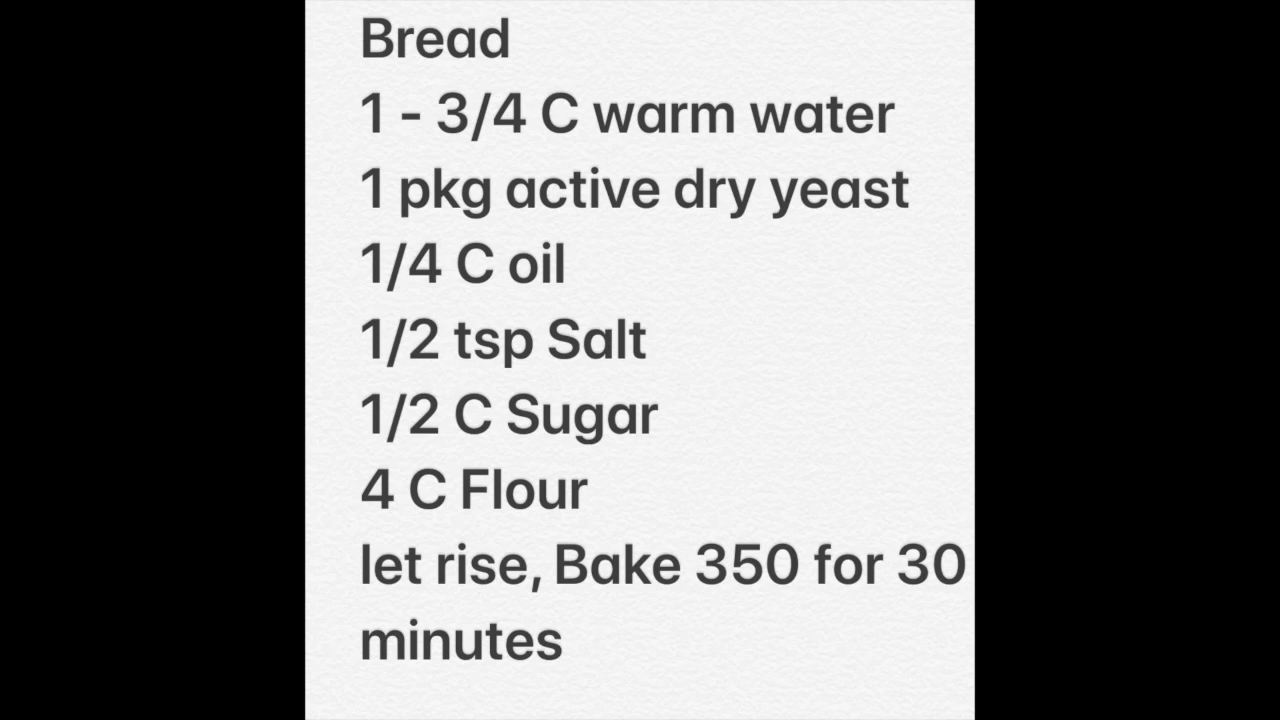 Bread
1 - 3/4 C warm water
1 pkg active dry yeast
1/4 C oil
1/2 tsp Salt
1/2 C Sugar
4 C Flour
let rise, Bake 350 for 30
minutes